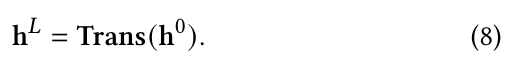 h^L = Trans(h^0). (8)